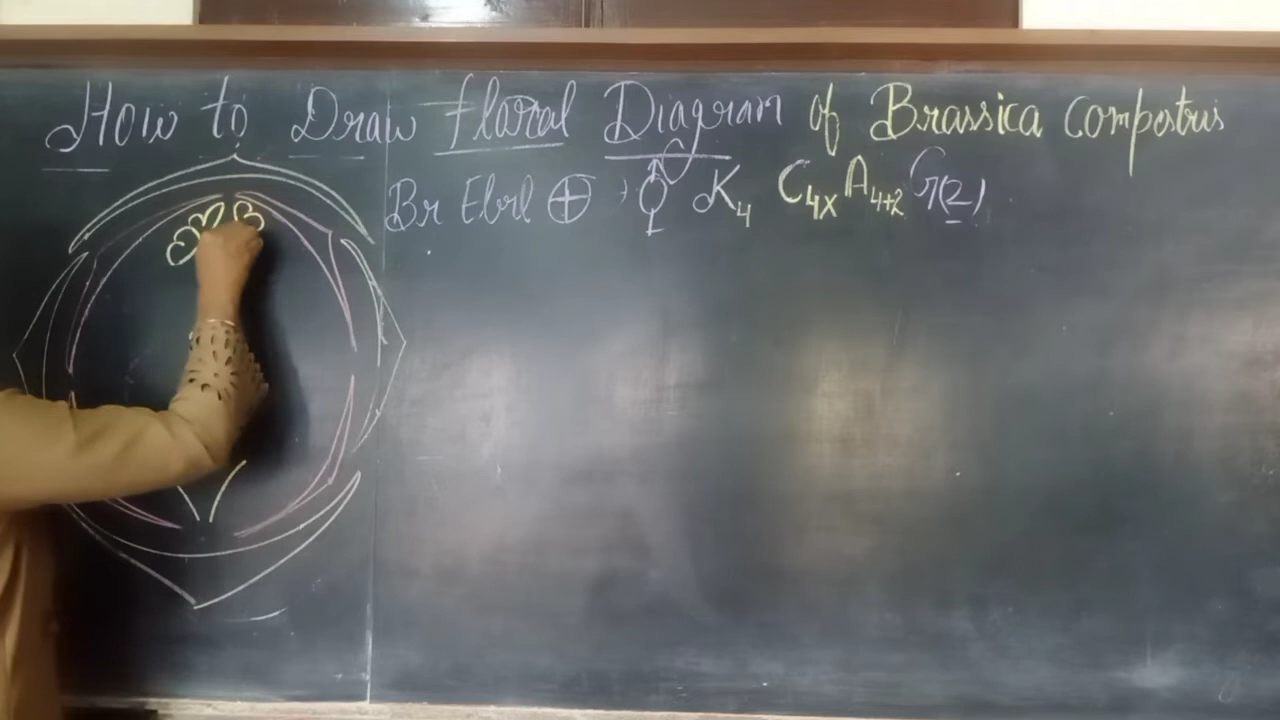 How to Draw Floral Diagram of Brassica Compestris
Br Ebrl ⊕ , ⚥ K₄ C₄ₓ A₄₊₂ G(2)